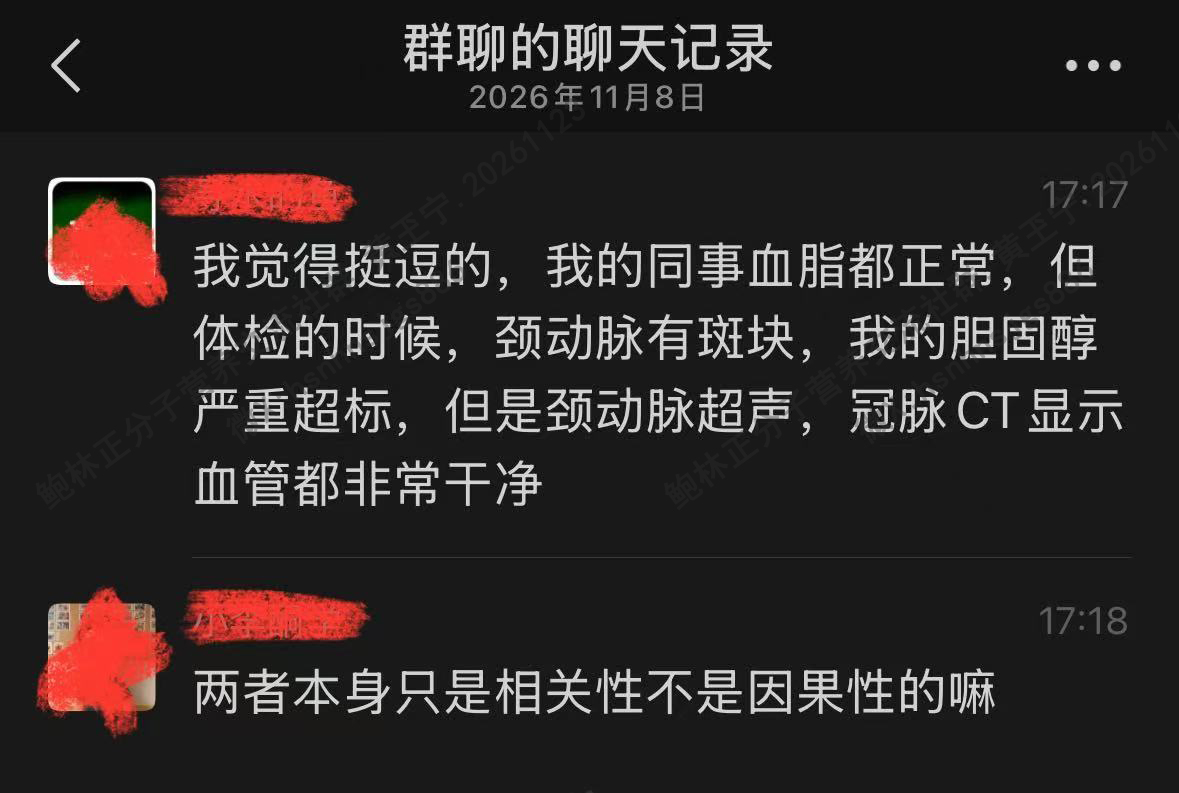 群聊的聊天记录
2026年11月8日
17:17
我觉得挺逗的，我的同事血脂都正常，但
体检的时候，颈动脉有斑块，我的胆固醇
严重超标，但是颈动脉超声，冠脉CT显示
血管都非常干净
17:18
两者本身只是相关性不是因果性的嘛